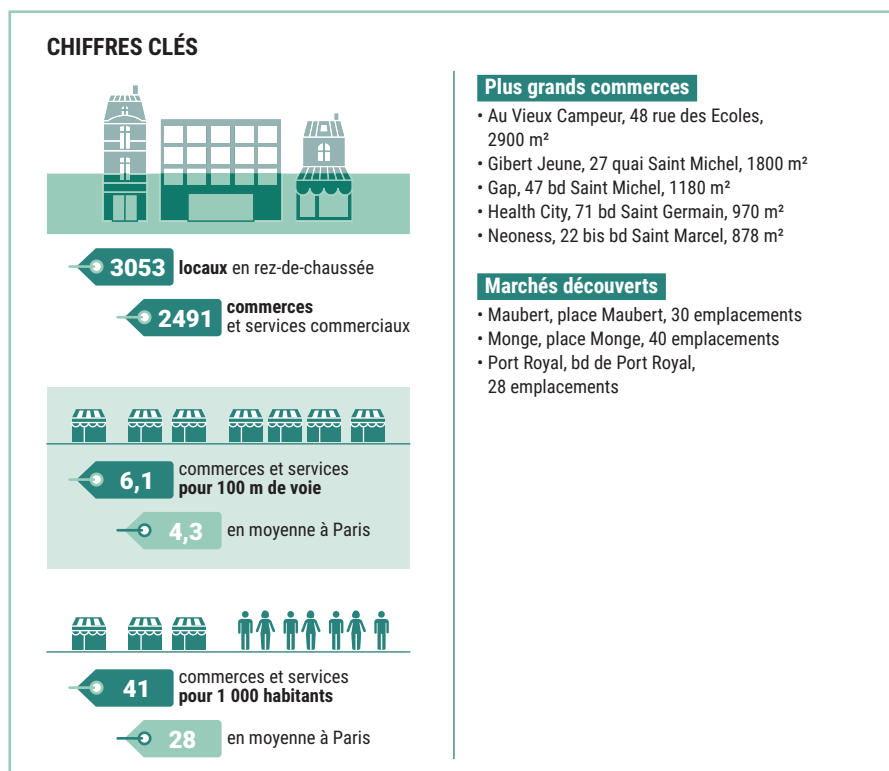 CHIFFRES CLÉS
3053 locaux en rez-de-chaussée
2491 commerces
et services commerciaux
6,1 commerces et services
pour 100 m de voie
4,3 en moyenne à Paris
41 commerces et services
pour 1 000 habitants
28 en moyenne à Paris
Plus grands commerces
• Au Vieux Campeur, 48 rue des Ecoles,
2900 m²
• Gibert Jeune, 27 quai Saint Michel, 1800 m²
• Gap, 47 bd Saint Michel, 1180 m²
• Health City, 71 bd Saint Germain, 970 m²
• Neoness, 22 bis bd Saint Marcel, 878 m²
Marchés découverts
• Maubert, place Maubert, 30 emplacements
• Monge, place Monge, 40 emplacements
• Port Royal, bd de Port Royal,
28 emplacements